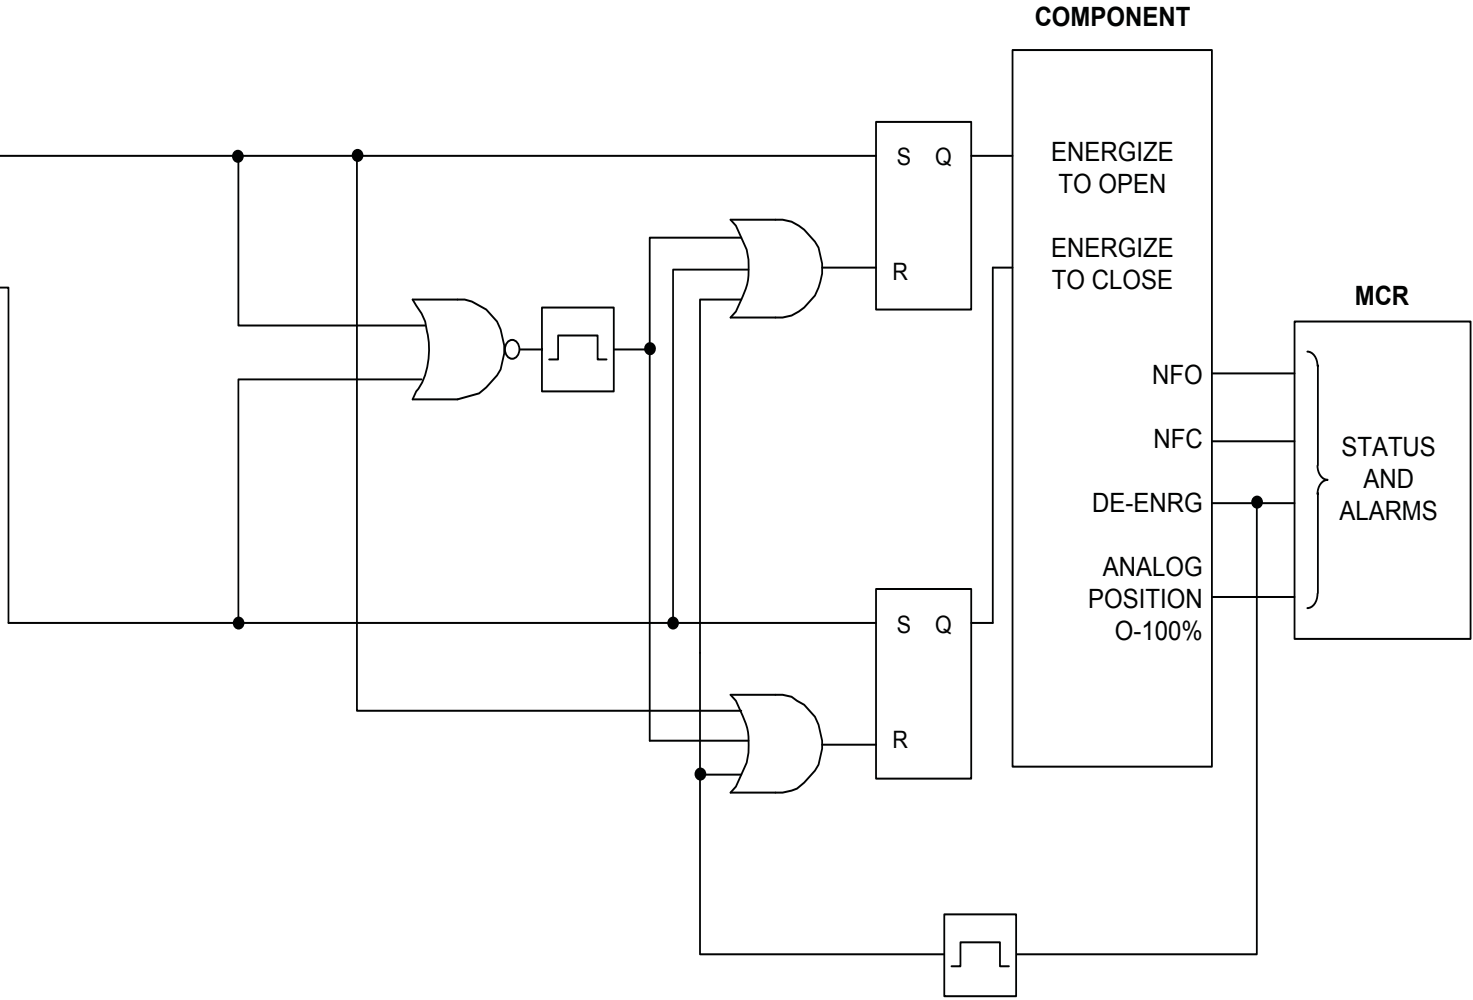 COMPONENT
S Q
R
ENERGIZE
TO OPEN
ENERGIZE
TO CLOSE
NFO
NFC
DE-ENRG
ANALOG
POSITION
O-100%
MCR
STATUS
AND
ALARMS
S Q
R